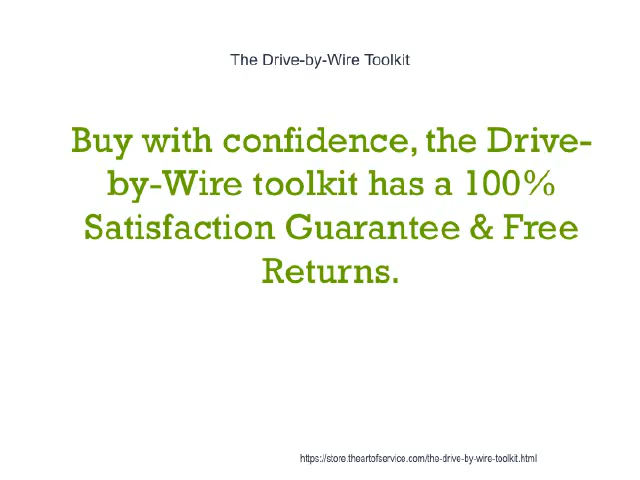 The Drive-by-Wire Toolkit
Buy with confidence, the Drive-
by-Wire toolkit has a 100%
Satisfaction Guarantee & Free
Returns.
https://store.theartofservice.com/the-drive-by-wire-toolkit.html